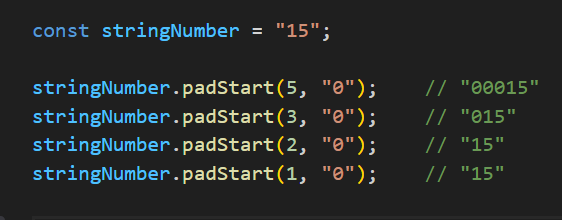 const stringNumber = "15";
stringNumber.padStart(5, "0");    // "00015"
stringNumber.padStart(3, "0");    // "015"
stringNumber.padStart(2, "0");    // "15"
stringNumber.padStart(1, "0");    // "15"